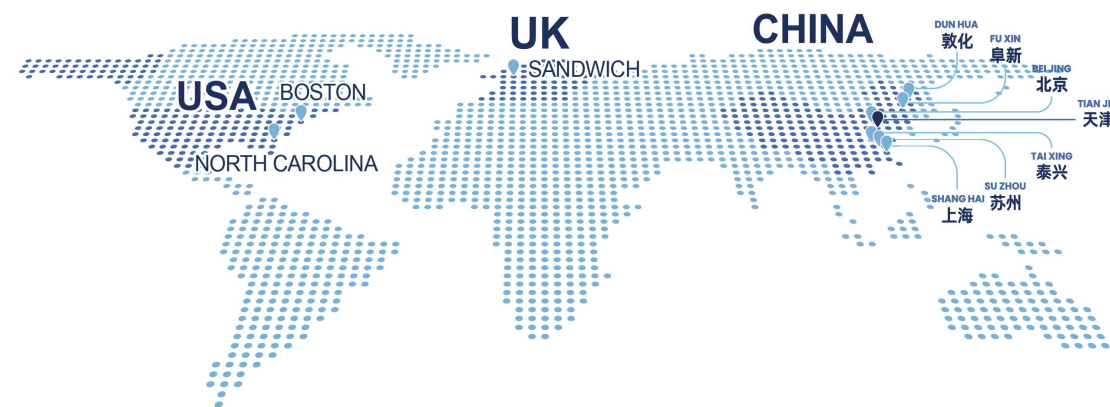 UK
CHINA
USA
BOSTON
SANDWICH
NORTH CAROLINA
DUN HUA
敦化
FU XIN
阜新
BEIJING
北京
TIAN
天津
TAI XING
泰兴
SU ZHOU
苏州
SHANG HAI
上海